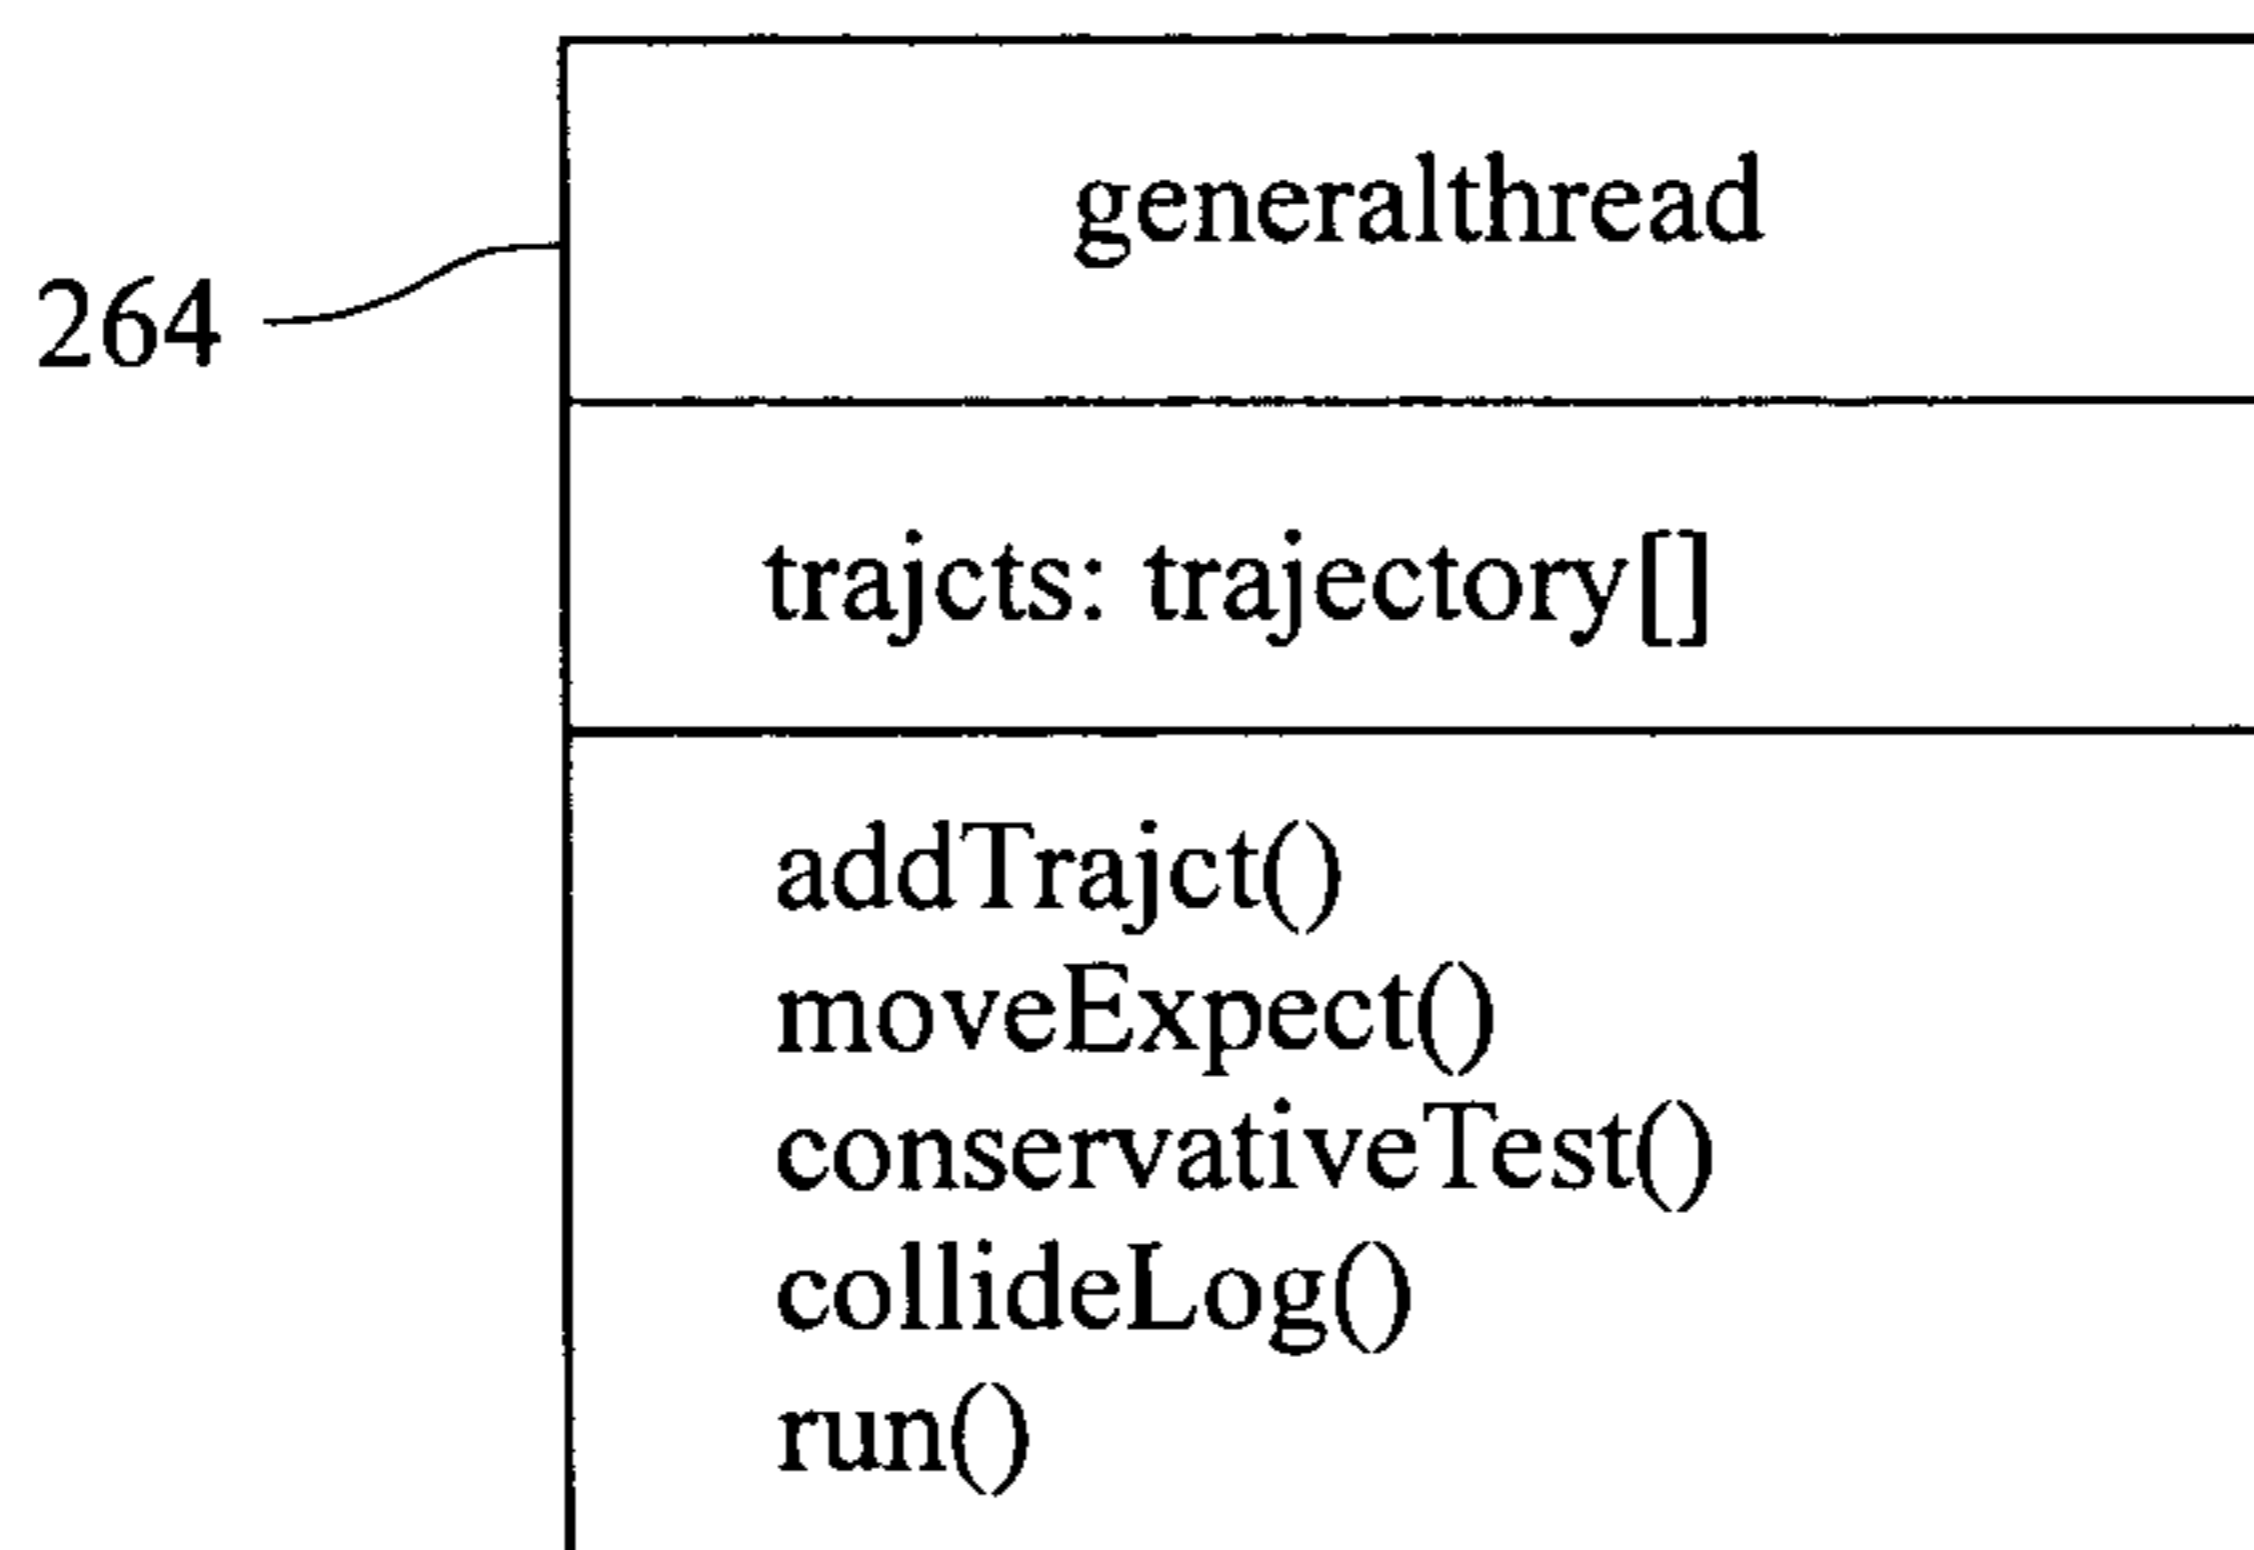 generalthread
264
trajcts: trajectory[]
addTrajct()
moveExpect()
conservativeTest()
collideLog()
run()